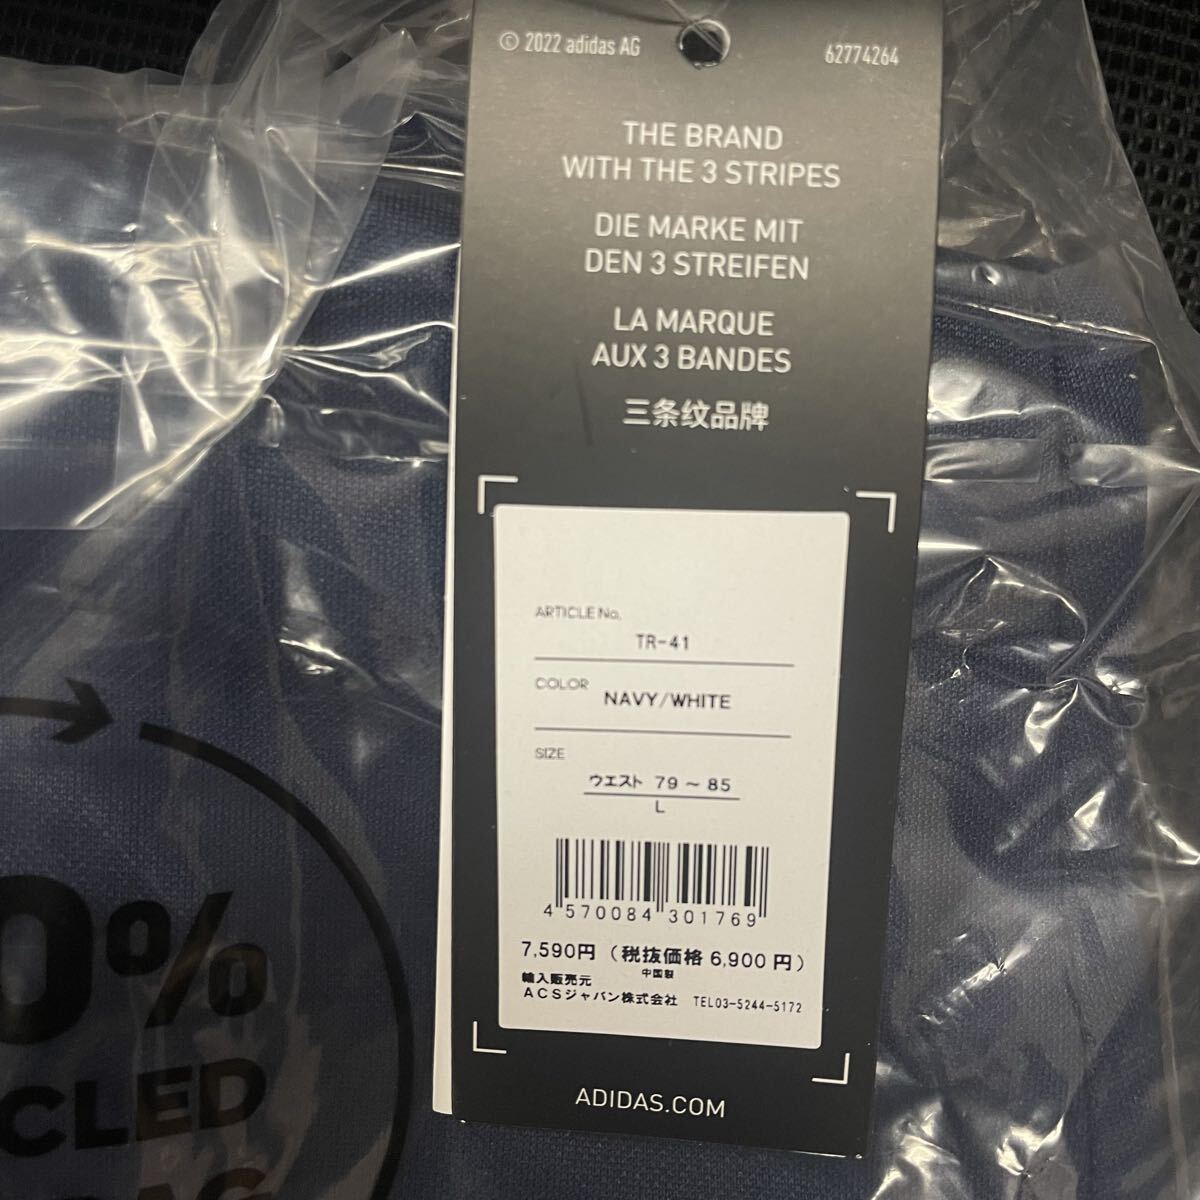 © 2022 adidas AG
62774264
THE BRAND
WITH THE 3 STRIPES
DIE MARKE MIT
DEN 3 STREIFEN
LA MARQUE
AUX 3 BANDES
三条纹品牌
ARTICLE No.
TR-41
COLOR
NAVY/WHITE
SIZE
ウエスト 79 ~ 85
L
4 570084 301769
7,590円 (税抜価格 6,900 円)
中国製
輸入販売元
ACSジャパン株式会社 TEL03-5244-5172
ADIDAS.COM
0%
CLED